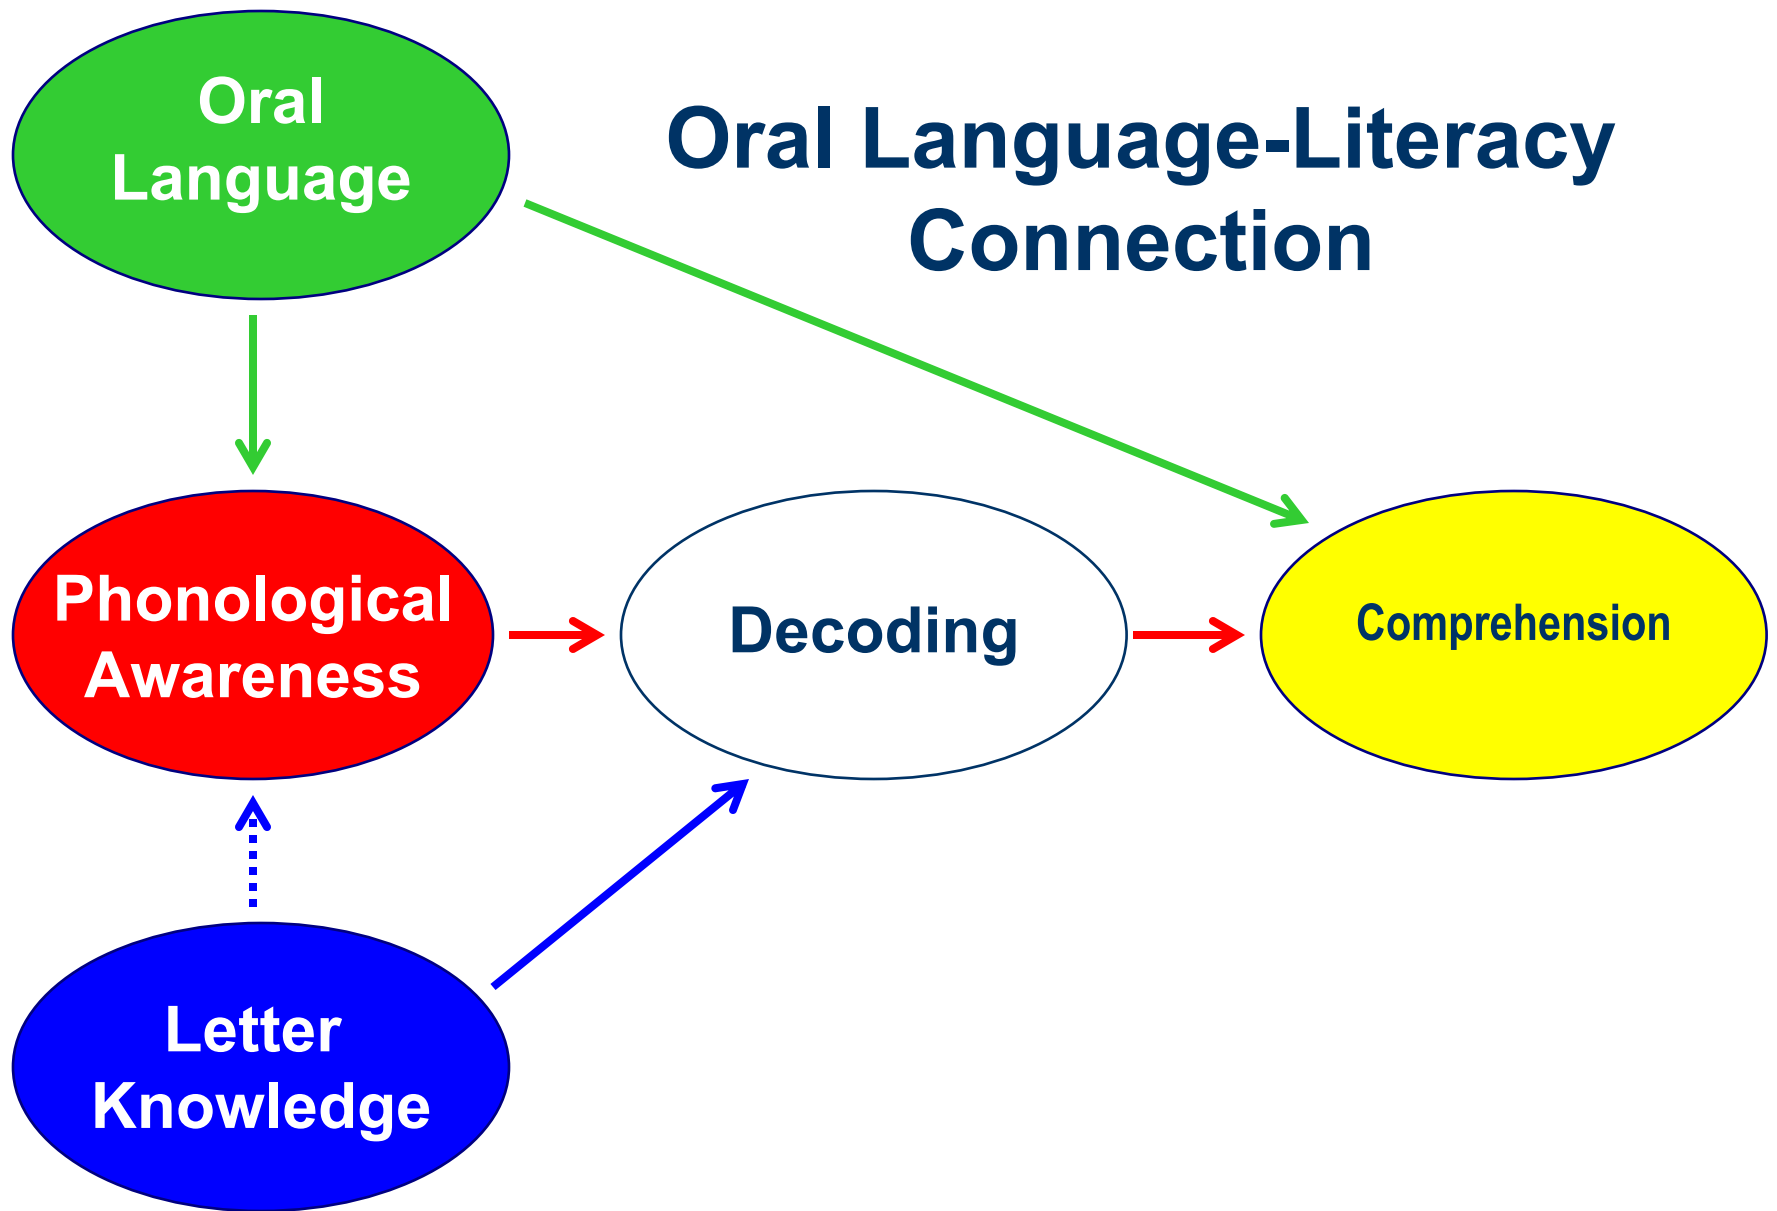 Oral
Language
Oral Language-Literacy
Connection
Phonological
Awareness
Decoding
Comprehension
Letter
Knowledge